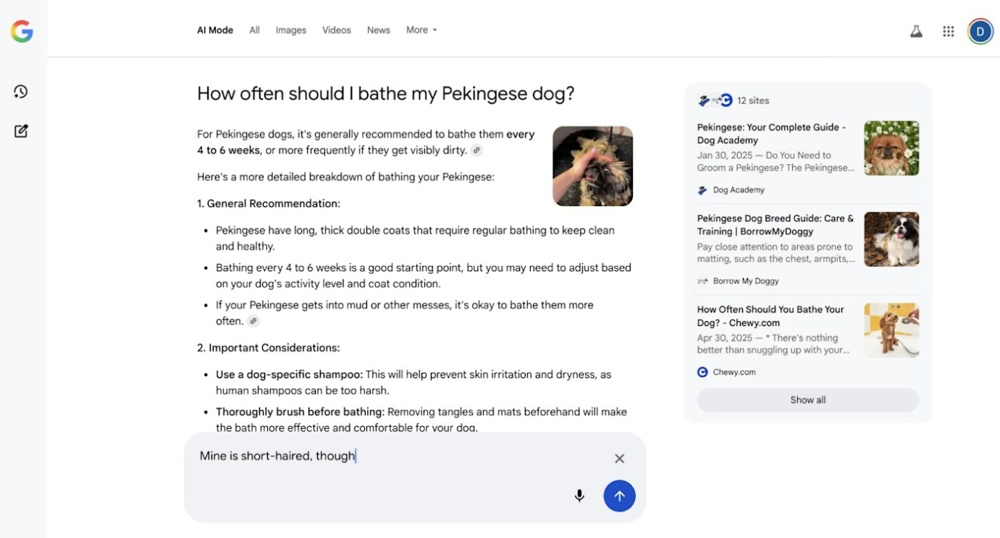 AI Mode All Images Videos News More
D
How often should I bathe my Pekingese dog?
For Pekingese dogs, it's generally recommended to bathe them every
4 to 6 weeks, or more frequently if they get visibly dirty.
Here's a more detailed breakdown of bathing your Pekingese:
1. General Recommendation:
• Pekingese have long, thick double coats that require regular bathing to keep clean
and healthy.
• Bathing every 4 to 6 weeks is a good starting point, but you may need to adjust based
on your dog's activity level and coat condition.
• If your Pekingese gets into mud or other messes, it's okay to bathe them more
often.
2. Important Considerations:
• Use a dog-specific shampoo: This will help prevent skin irritation and dryness, as
human shampoos can be too harsh.
• Thoroughly brush before bathing: Removing tangles and mats beforehand will make
the bath more effective and comfortable for your dog.
Mine is short-haired, though
12 sites
Pekingese: Your Complete Guide -
Dog Academy
Jan 30, 2025 — Do You Need to
Groom a Pekingese? The Pekingese...
Dog Academy
Pekingese Dog Breed Guide: Care &
Training | BorrowMyDoggy
Pay close attention to areas prone to
matting, such as the chest, armpits,...
Borrow My Doggy
How Often Should You Bathe Your
Dog? - Chewy.com
Apr 30, 2025 — * There's nothing
better than snuggling up with your...
Chewy.com
Show all